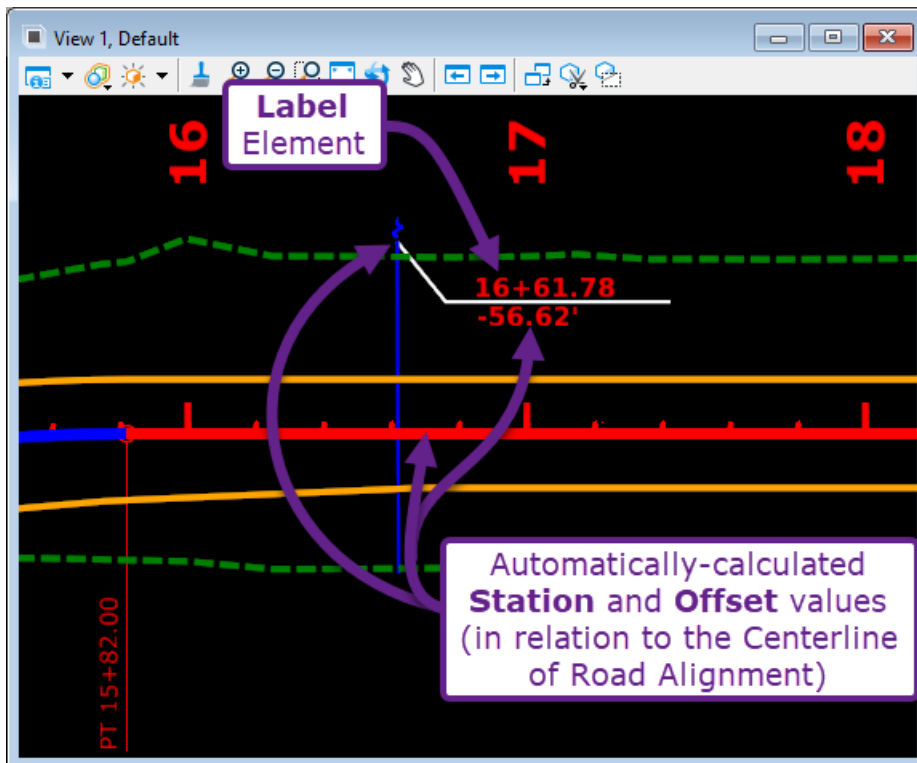 View 1, Default
Label
Element
16
17
18
16+61.78
-56.62'
Automatically-calculated
Station and Offset values
(in relation to the Centerline
of Road Alignment)
PT 15+82.00